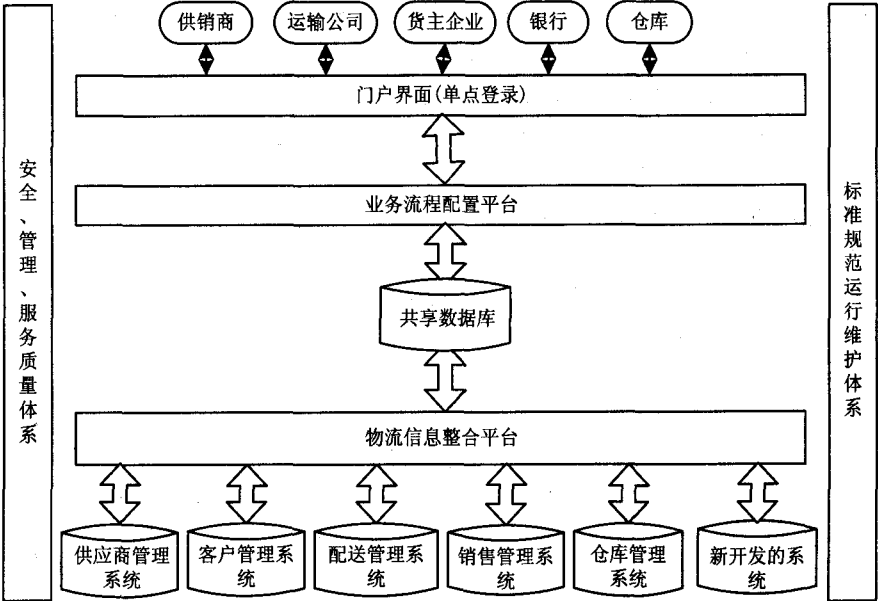 供销商
运输公司
货主企业
银行
仓库
门户界面(单点登录)
业务流程配置平台
共享数据库
物流信息整合平台
供应商管理
系统
客户管理系
统
配送管理系
统
销售管理系
统
仓库管理
系统
新开发的系
统
安全、管理、服务质量体系
标准规范运行维护体系